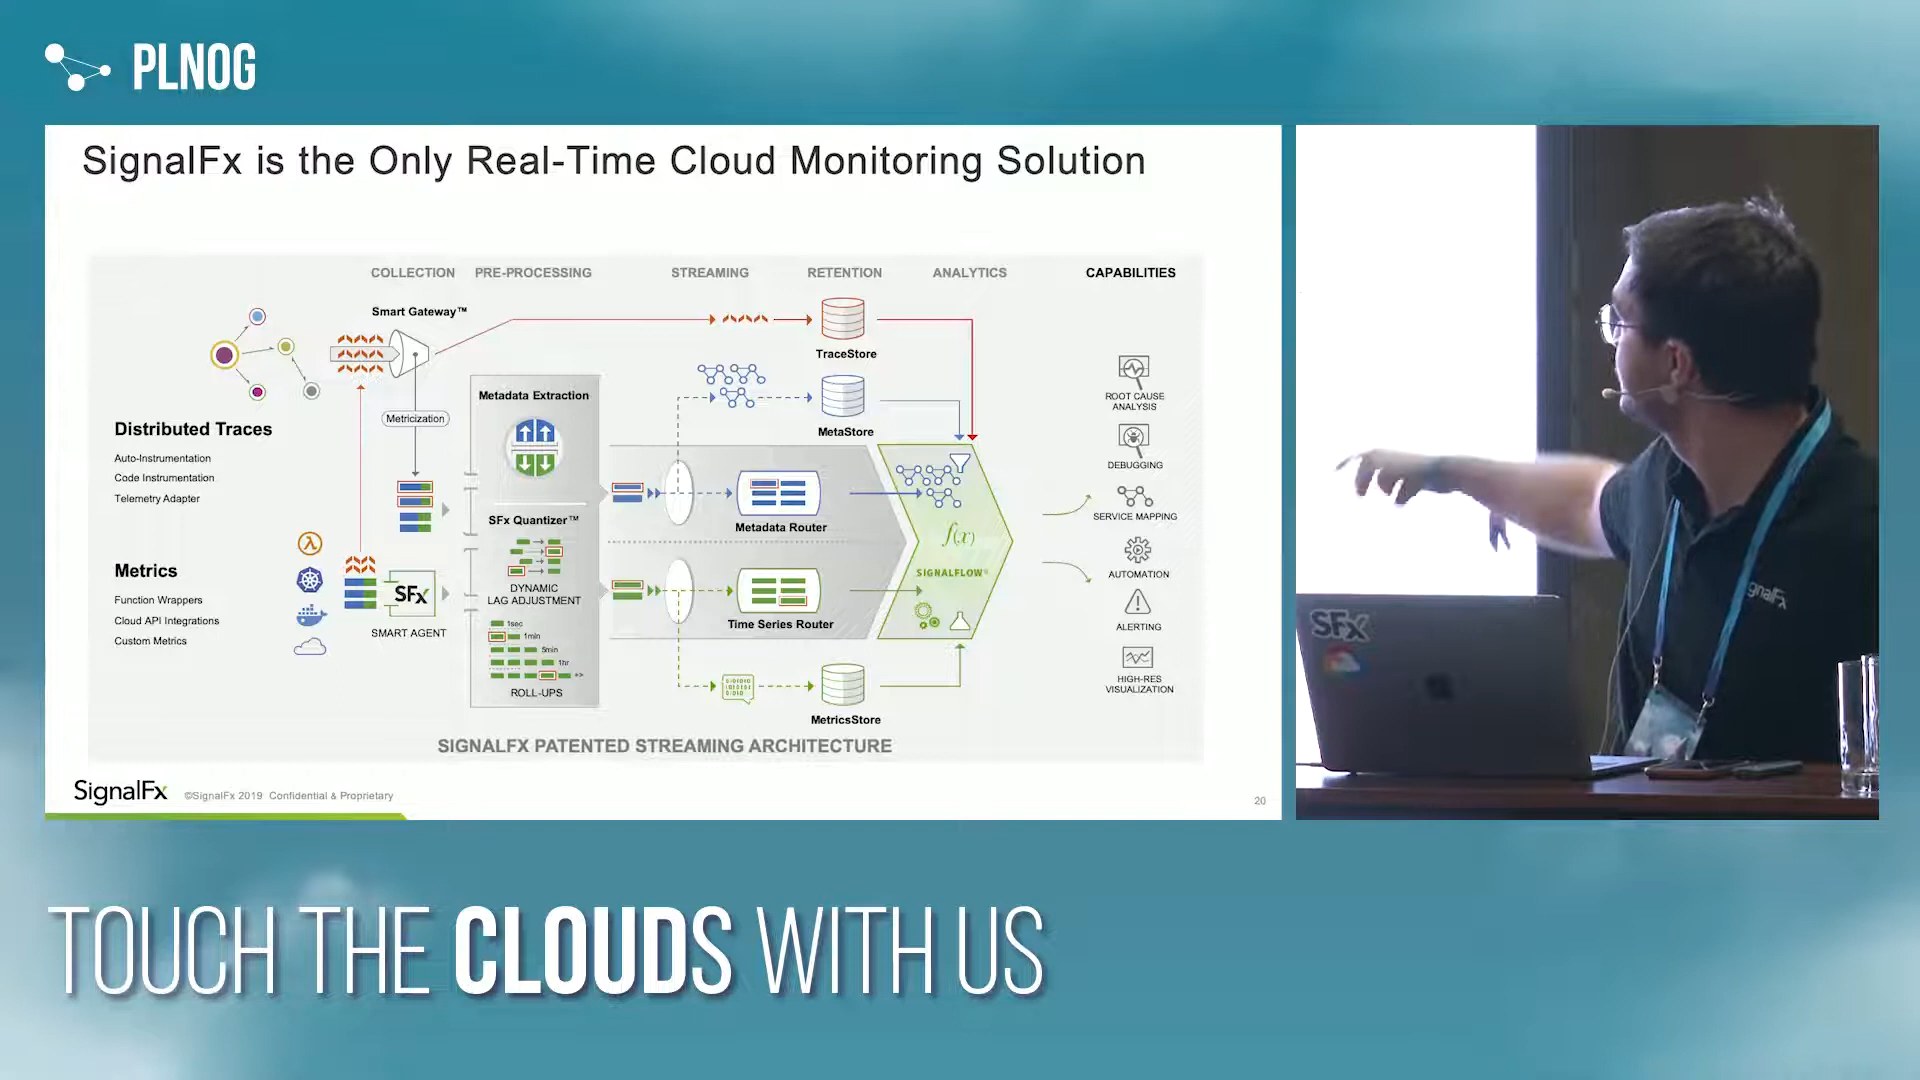 PLNOG
SignalFx is the Only Real-Time Cloud Monitoring Solution
COLLECTION PRE-PROCESSING STREAMING RETENTION ANALYTICS CAPABILITIES
Smart Gateway™
TraceStore
Metadata Extraction
Metricization
MetaStore
ROOT CAUSE
ANALYSIS
Distributed Traces
Auto-Instrumentation
Code Instrumentation
Telemetry Adapter
DEBUGGING
SFx Quantizer™
Metadata Router
SERVICE MAPPING
f(x)
SIGNALFLOW®
AUTOMATION
Metrics
Function Wrappers
Cloud API Integrations
Custom Metrics
SFx
SMART AGENT
DYNAMIC
LAG ADJUSTMENT
1sec
1min
5min
1hr
ROLL-UPS
Time Series Router
ALERTING
HIGH-RES
VISUALIZATION
MetricsStore
SIGNALFX PATENTED STREAMING ARCHITECTURE
SignalFx ©SignalFx 2019 Confidential & Proprietary
20
SFx
SignalFx
TOUCH THE CLOUDS WITH US